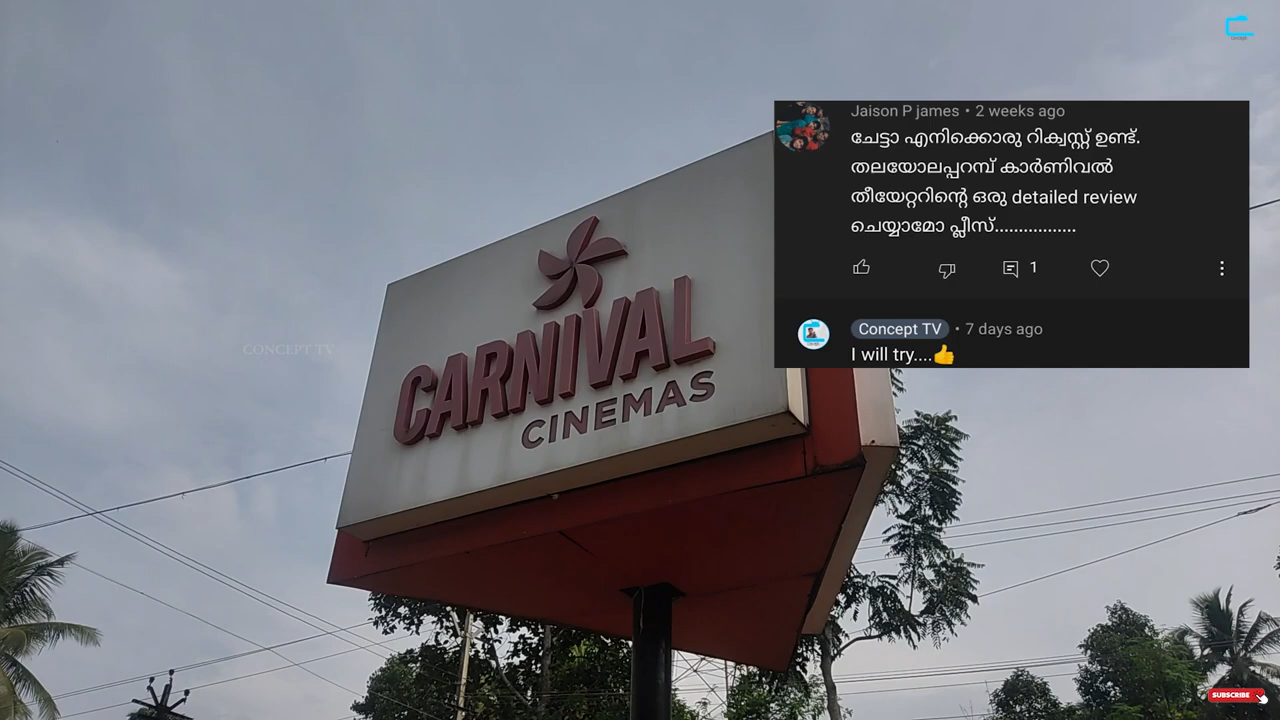 Jaison P james • 2 weeks ago
ചേട്ടാ എനിക്കൊരു റിക്വസ്റ്റ് ഉണ്ട്.
തലയോലപ്പറമ്പ് കാർണിവൽ
തീയേറ്ററിന്റെ ഒരു detailed review
ചെയ്യാമോ പ്ലീസ്.................
1
Concept TV • 7 days ago
I will try....👍
CARNIVAL
CINEMAS
CONCEPT TV
SUBSCRIBE